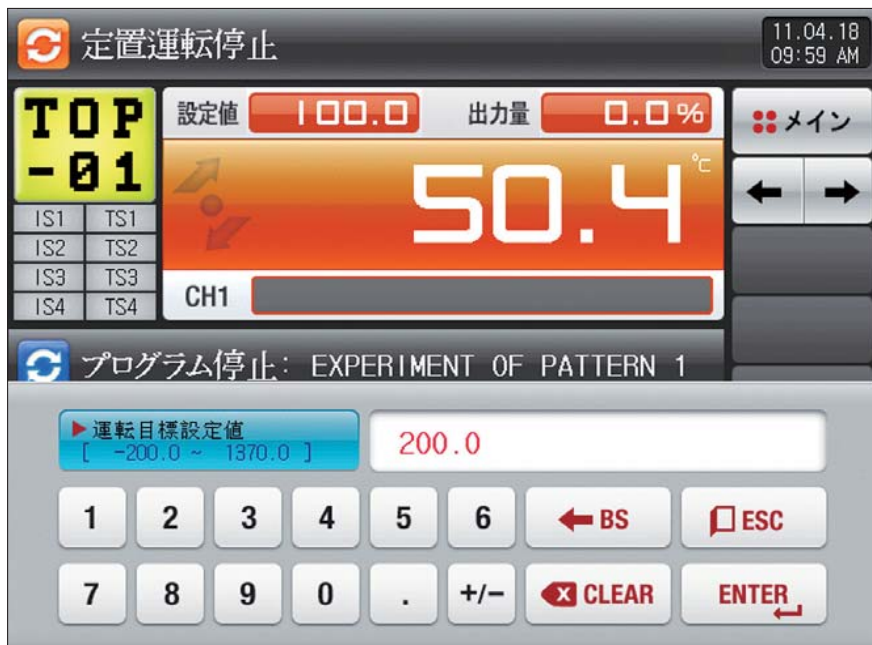 定置運転停止
11.04.18
09:59 AM
TOP
-01
設定値 100.0 出力量 0.0%
メイン
50.4 ℃
← →
IS1 TS1
IS2 TS2
IS3 TS3
IS4 TS4
CH1
プログラム停止: EXPERIMENT OF PATTERN 1
▶運転目標設定値
[ -200.0 ~ 1370.0 ]
200.0
1 2 3 4 5 6 ←BS ESC
7 8 9 0 . +/− CLEAR ENTER